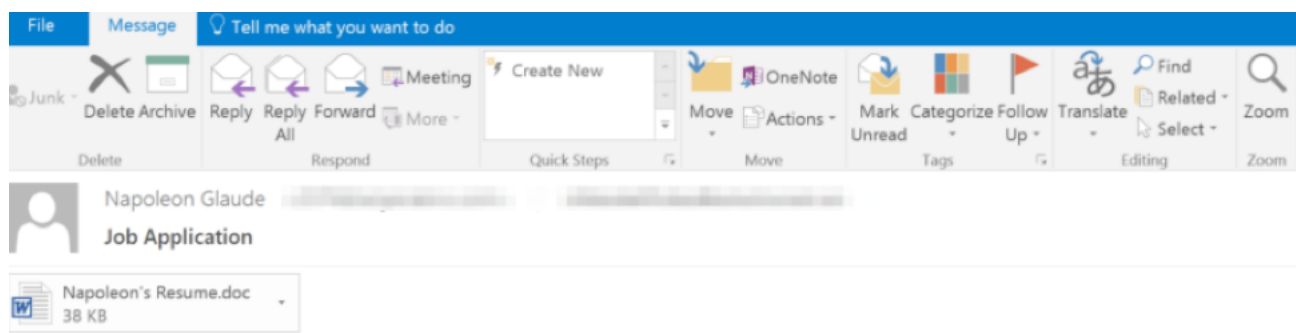 File Message Tell me what you want to do
Junk Delete Archive Reply Reply All Forward Meeting More Create New Move OneNote Actions Mark Unread Categorize Follow Up Translate Find Related Select Zoom
Delete Respond Quick Steps Move Tags Editing Zoom
Napoleon Glaude
Job Application
Napoleon's Resume.doc
38 KB